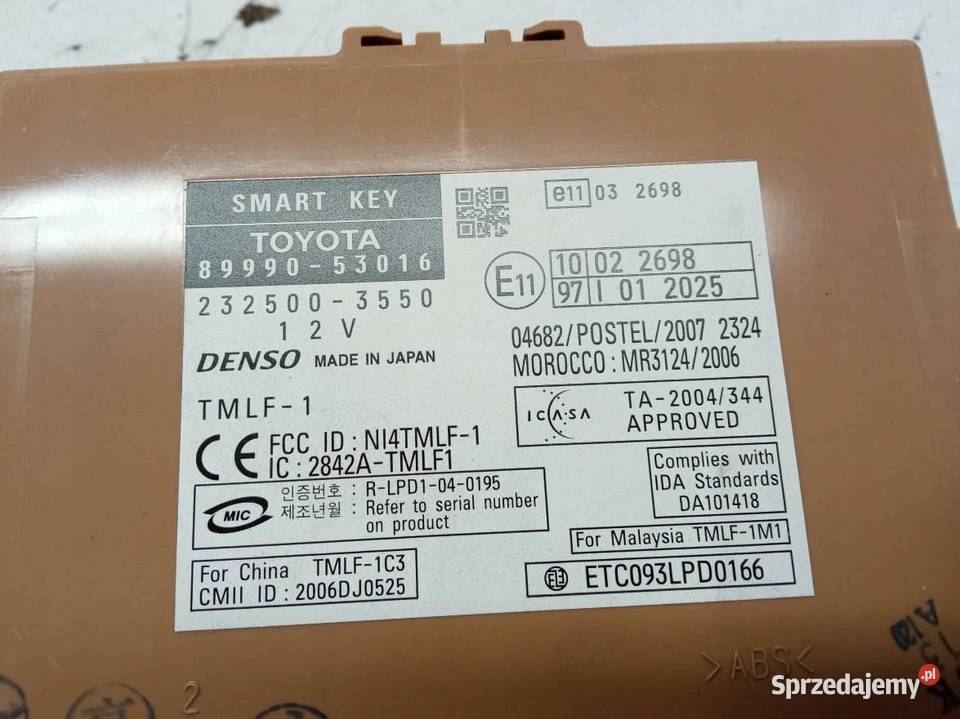 SMART KEY
TOYOTA
89990-53016
232500-3550
12V
DENSO MADE IN JAPAN
TMLF-1
CE FCC ID : NI4TMLF-1
IC : 2842A-TMLF1
MIC
인증번호 : R-LPD1-04-0195
제조년월 : Refer to serial number
on product
For China TMLF-1C3
CMII ID : 2006DJ0525
e11 03 2698
E11
10 02 2698
97 I 01 2025
04682/POSTEL/2007 2324
MOROCCO : MR3124/2006
ICASA
TA-2004/344
APPROVED
Complies with
IDA Standards
DA101418
For Malaysia TMLF-1M1
ETC093LPD0166
>ABS<
2
Sprzedajemy.pl